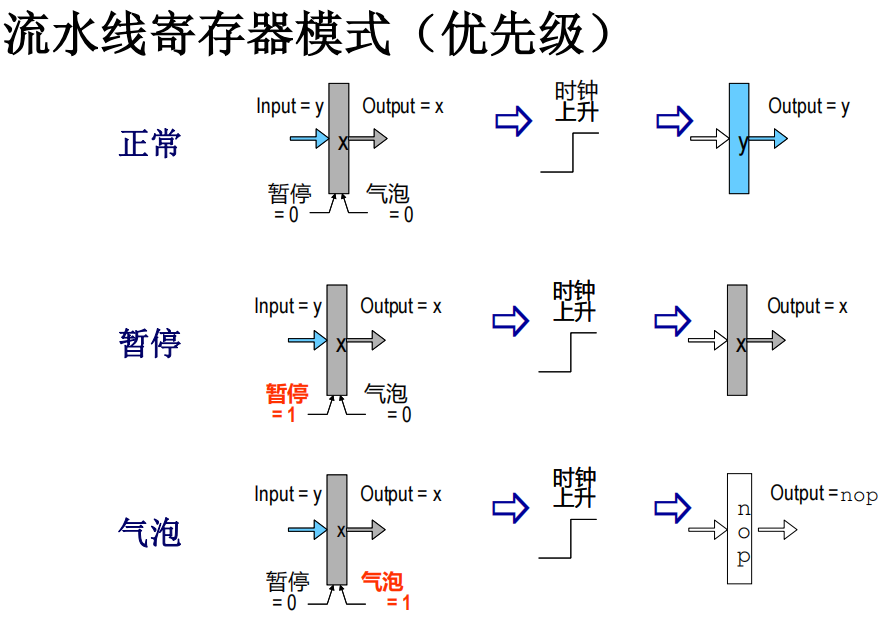 流水线寄存器模式（优先级）
正常
Input = y
Output = x
x
暂停
= 0
气泡
= 0
时钟
上升
y
Output = y
暂停
Input = y
Output = x
x
暂停
= 1
气泡
= 0
时钟
上升
x
Output = x
气泡
Input = y
Output = x
x
暂停
= 0
气泡
= 1
时钟
上升
n
o
p
Output = nop